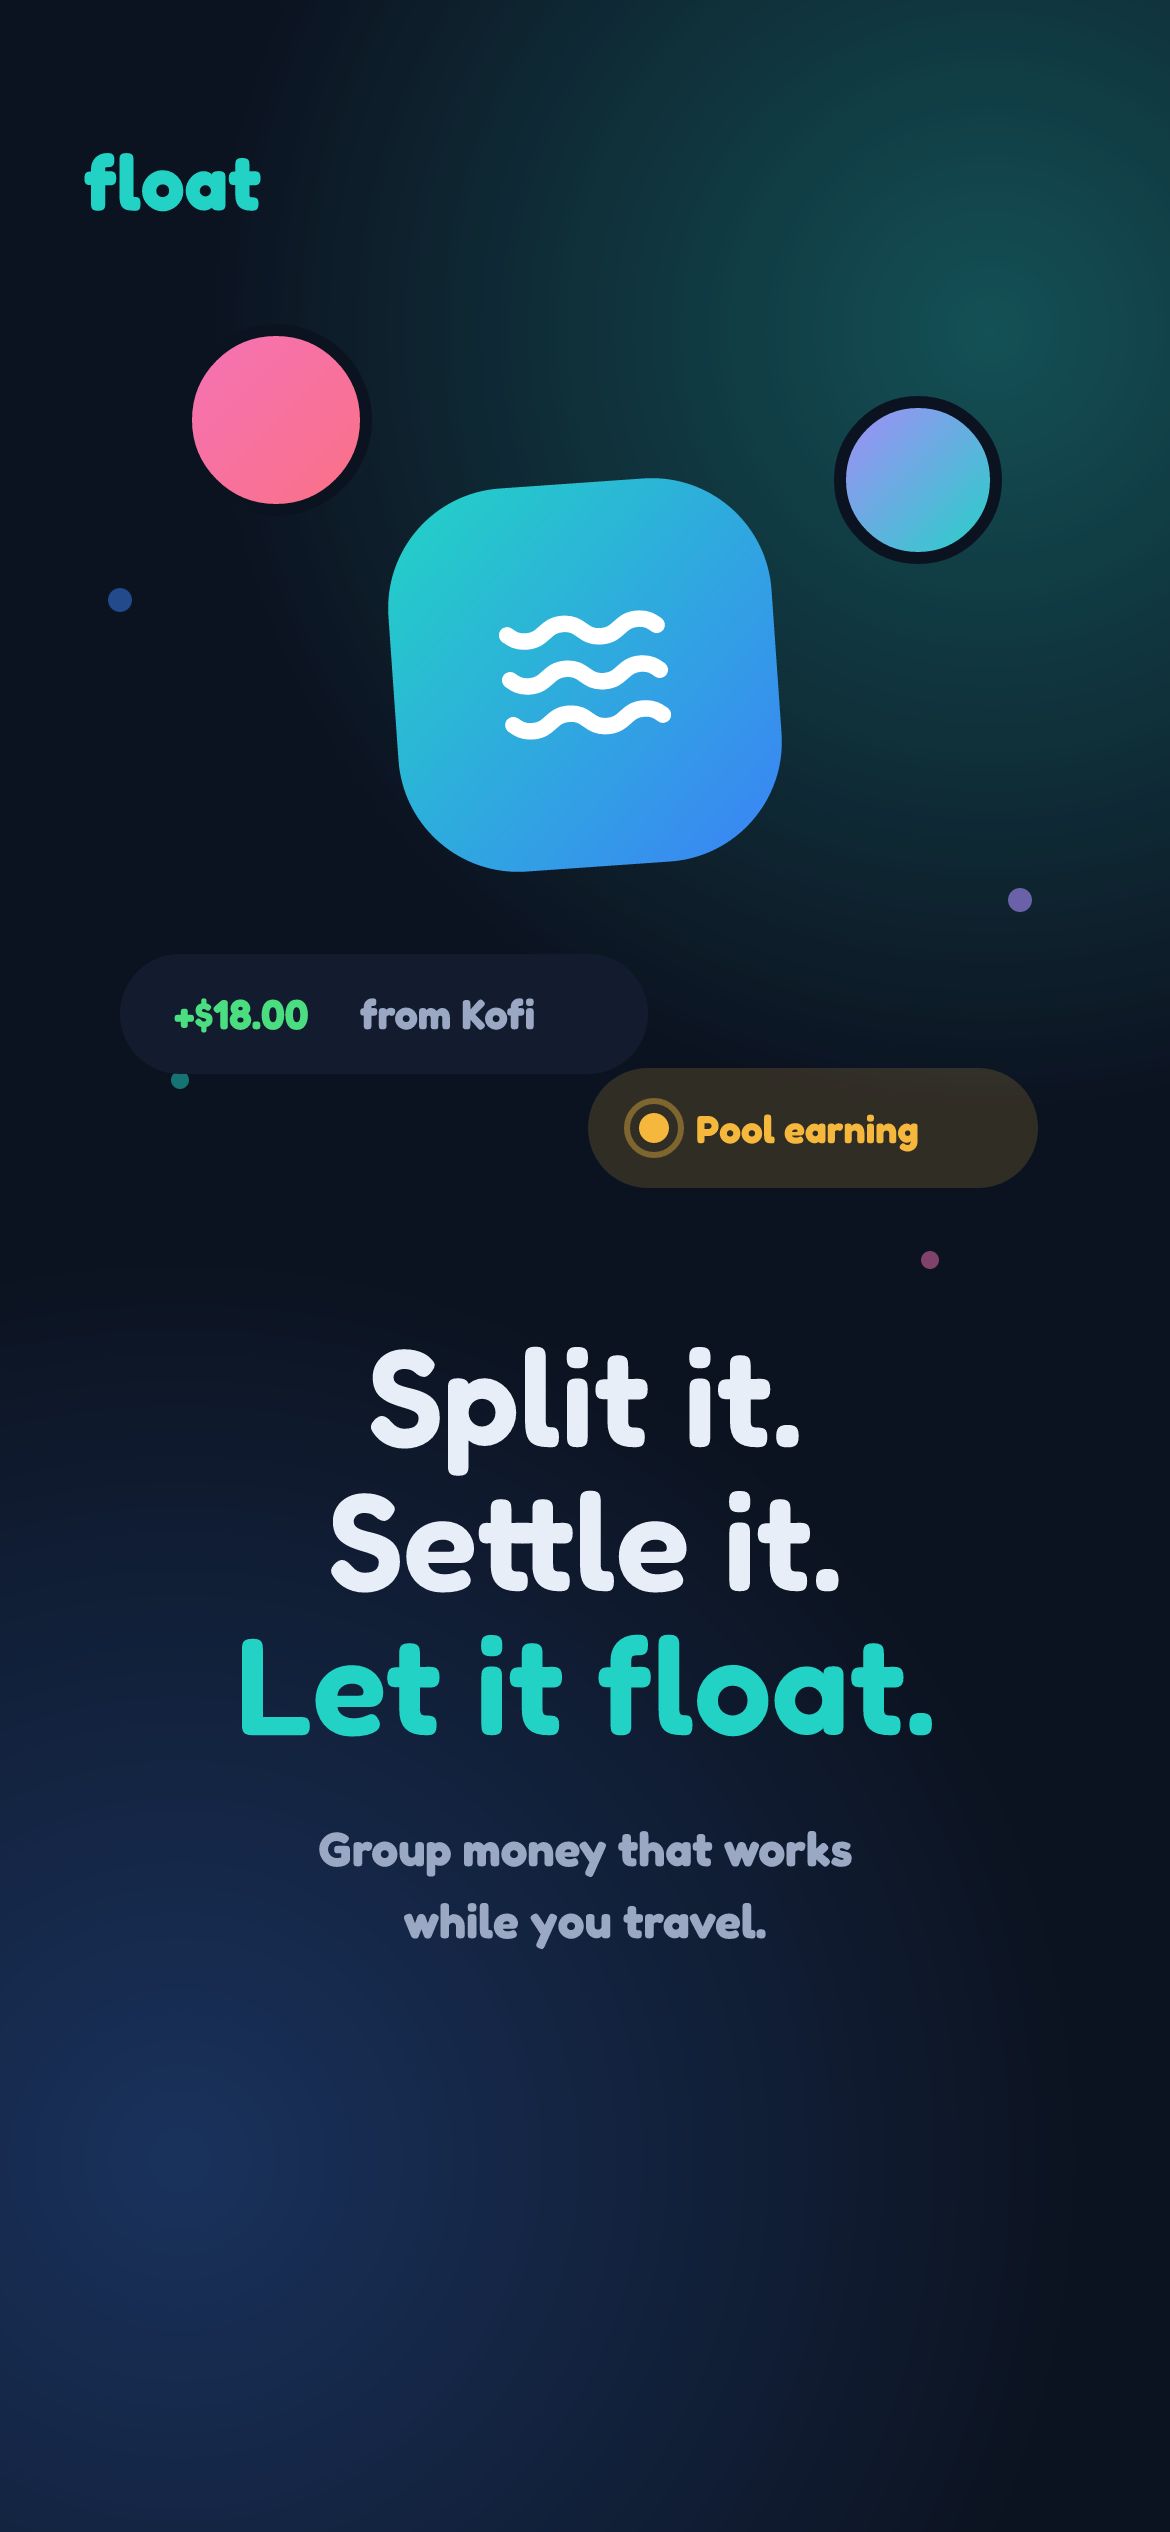 float
+$18.00 from Kofi
Pool earning
Split it.
Settle it.
Let it float.
Group money that works
while you travel.